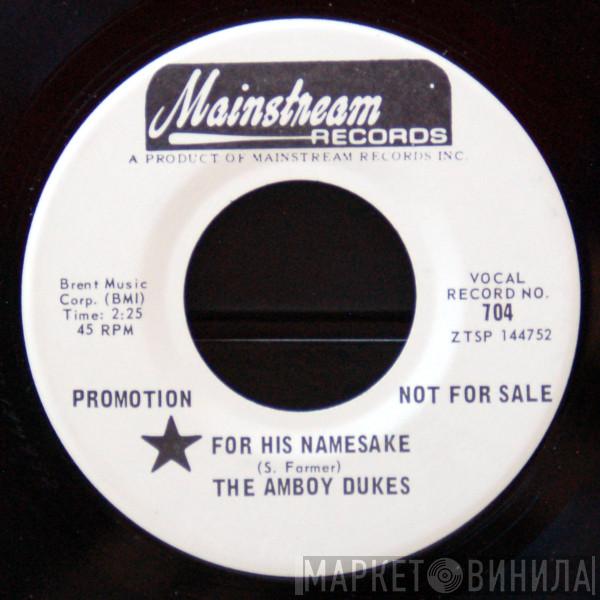 Mainstream
RECORDS
A PRODUCT OF MAINSTREAM RECORDS INC.
Brent Music
Corp. (BMI)
Time: 2:25
45 RPM
VOCAL
RECORD NO.
704
ZTSP 144752
PROMOTION
NOT FOR SALE
FOR HIS NAMESAKE
(S. Farmer)
THE AMBOY DUKES
МАРКЕТ ВИНИЛА